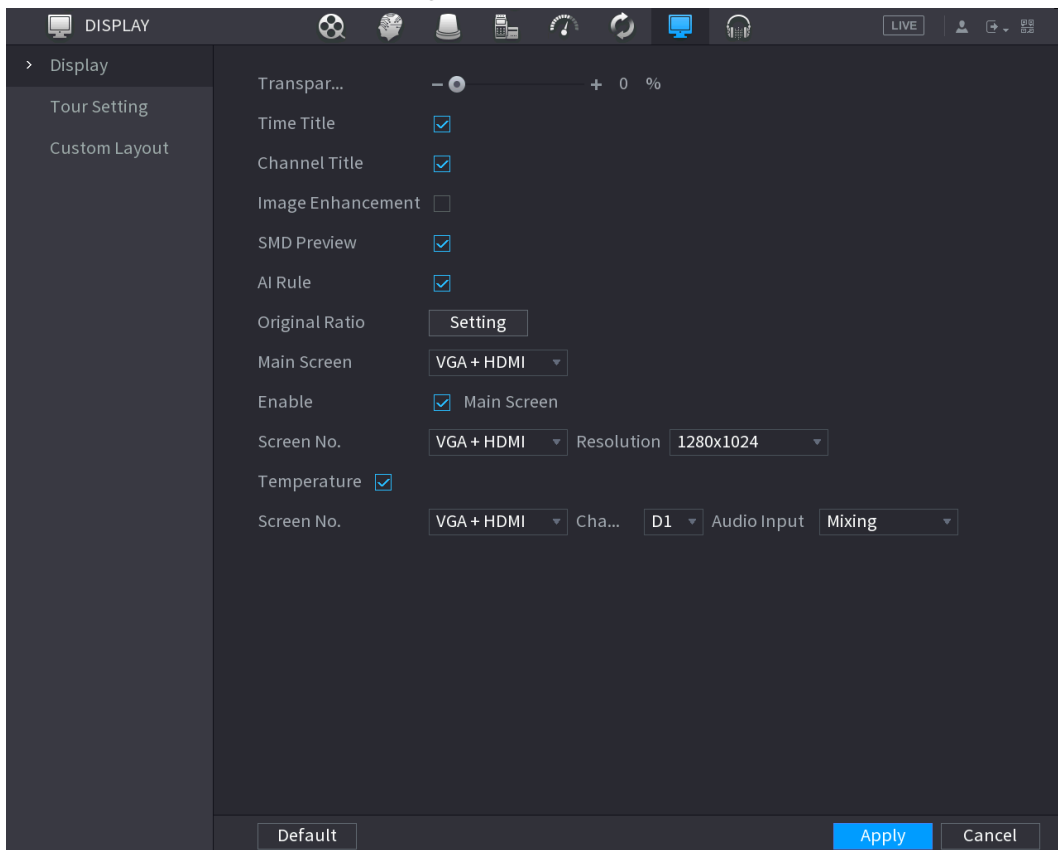 DISPLAY LIVE
Display
Tour Setting
Custom Layout
Transpar... − + 0 %
Time Title
Channel Title
Image Enhancement
SMD Preview
AI Rule
Original Ratio Setting
Main Screen VGA + HDMI
Enable Main Screen
Screen No. VGA + HDMI Resolution 1280x1024
Temperature
Screen No. VGA + HDMI Cha... D1 Audio Input Mixing
Default Apply Cancel